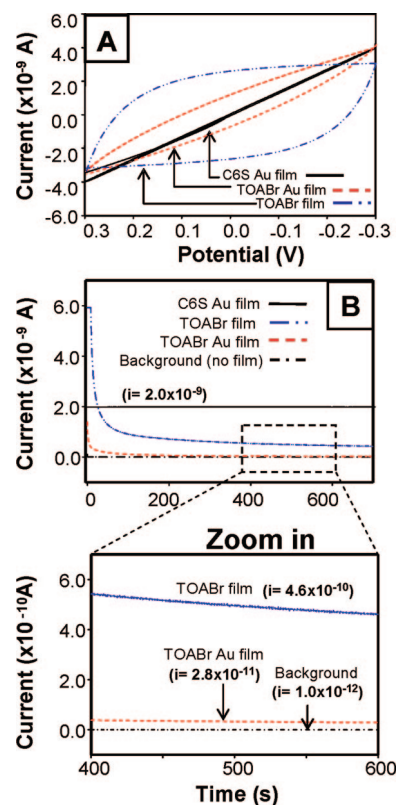 A
Current (x10⁻⁹ A)
6.0
4.0
2.0
0.0
-2.0
-4.0
-6.0
C6S Au film
TOABr Au film
TOABr film
0.3 0.2 0.1 0.0 -0.1 -0.2 -0.3
Potential (V)
B
Current (x10⁻⁹ A)
6.0
4.0
2.0
0.0
C6S Au film
TOABr film
TOABr Au film
Background (no film)
(i= 2.0x10⁻⁹)
0 200 400 600
Zoom in
Current (x10⁻¹⁰A)
6.0
4.0
2.0
0.0
TOABr film (i= 4.6x10⁻¹⁰)
TOABr Au film
(i= 2.8x10⁻¹¹)
Background
(i= 1.0x10⁻¹²)
400 500 600
Time (s)